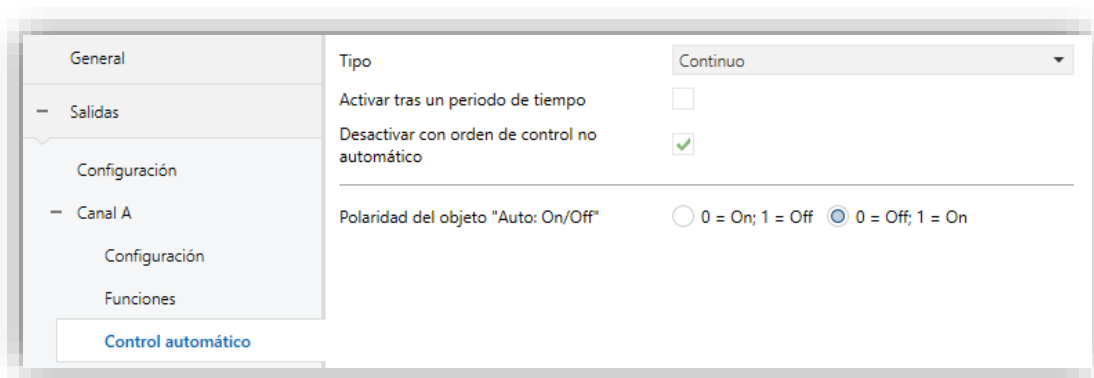 General
Salidas
Configuración
Canal A
Configuración
Funciones
Control automático
Tipo
Continuo
Activar tras un periodo de tiempo
Desactivar con orden de control no
automático
Polaridad del objeto "Auto: On/Off"
0 = On; 1 = Off
0 = Off; 1 = On